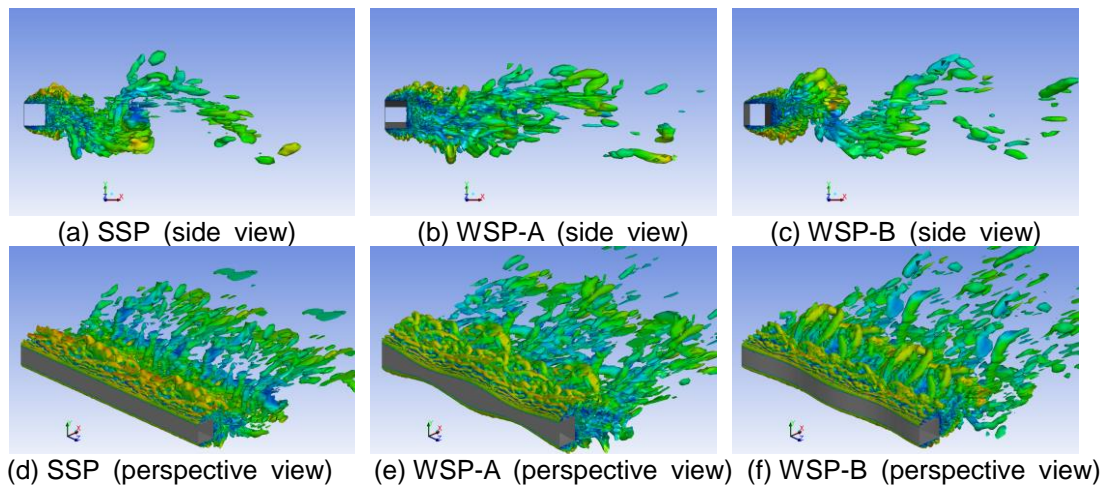 (a) SSP (side view)
(b) WSP-A (side view)
(c) WSP-B (side view)
(d) SSP (perspective view)
(e) WSP-A (perspective view)
(f) WSP-B (perspective view)